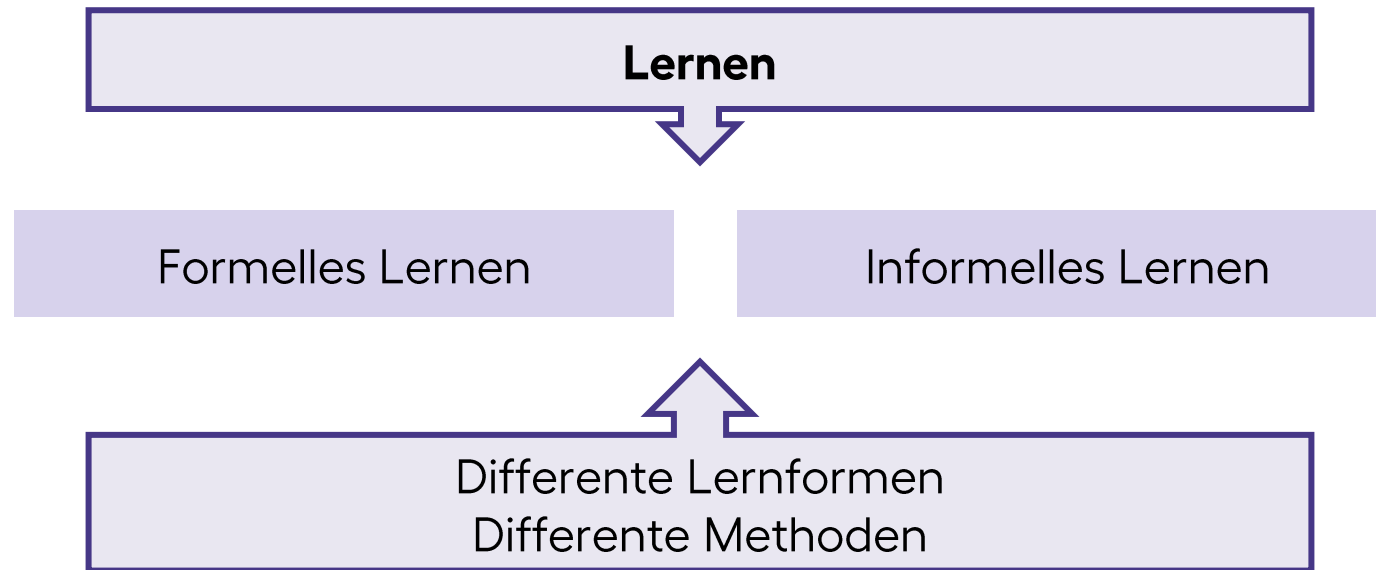 Lernen
Formelles Lernen
Informelles Lernen
Differente Lernformen
Differente Methoden